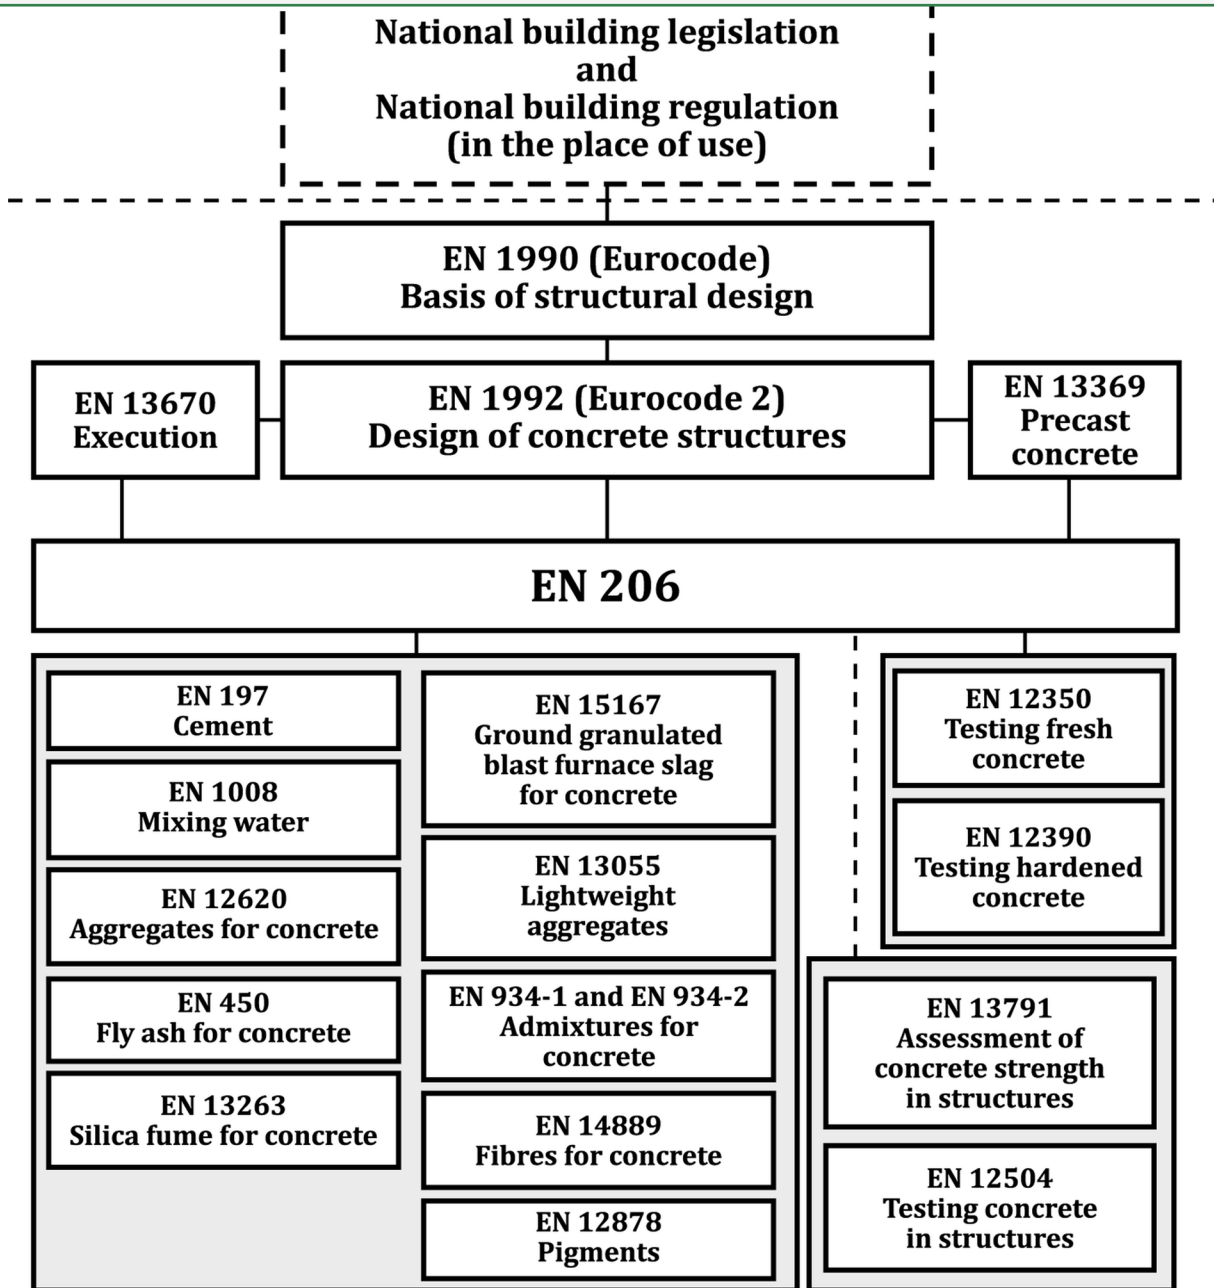 National building legislation
and
National building regulation
(in the place of use)
EN 1990 (Eurocode)
Basis of structural design
EN 13670
Execution
EN 1992 (Eurocode 2)
Design of concrete structures
EN 13369
Precast
concrete
EN 206
EN 197
Cement
EN 1008
Mixing water
EN 12620
Aggregates for concrete
EN 450
Fly ash for concrete
EN 13263
Silica fume for concrete
EN 15167
Ground granulated
blast furnace slag
for concrete
EN 13055
Lightweight
aggregates
EN 934-1 and EN 934-2
Admixtures for
concrete
EN 14889
Fibres for concrete
EN 12878
Pigments
EN 12350
Testing fresh
concrete
EN 12390
Testing hardened
concrete
EN 13791
Assessment of
concrete strength
in structures
EN 12504
Testing concrete
in structures